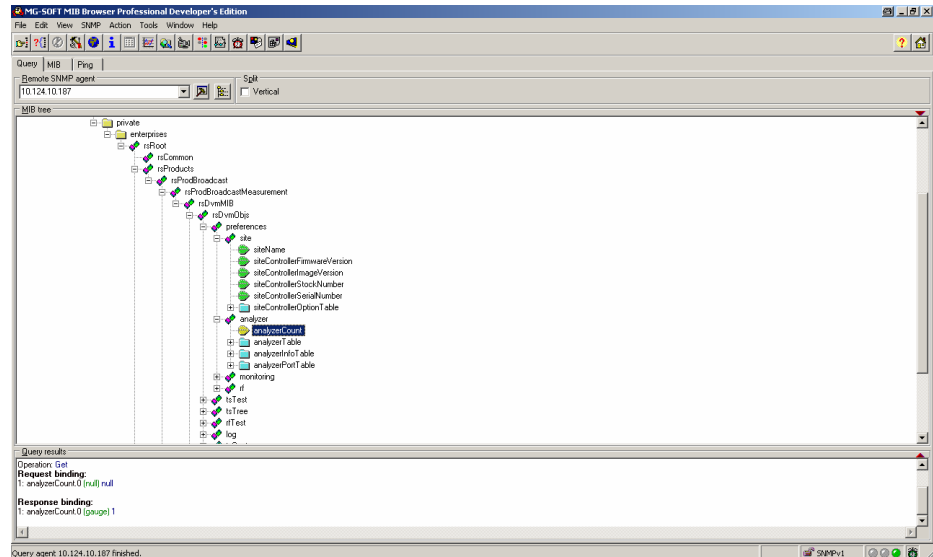 MG-SOFT MIB Browser Professional Developer's Edition
File Edit View SNMP Action Tools Window Help
Query MIB Ping
Remote SNMP agent
Split
10.124.10.187
Vertical
MIB tree
private
enterprises
rsRoot
rsCommon
rsProducts
rsProdBroadcast
rsProdBroadcastMeasurement
rsDvmMIB
rsDvmObjs
preferences
site
siteName
siteControllerFirmwareVersion
siteControllerImageVersion
siteControllerStockNumber
siteControllerSerialNumber
siteControllerOptionTable
analyzer
analyzerCount
analyzerTable
analyzerInfoTable
analyzerPortTable
monitoring
rf
tsTest
tsTree
rfTest
log
Query results
Operation: Get
Request binding:
1: analyzerCount.0 (null) null
Response binding:
1: analyzerCount.0 (gauge) 1
Query agent 10.124.10.187 finished.
SNMPv1